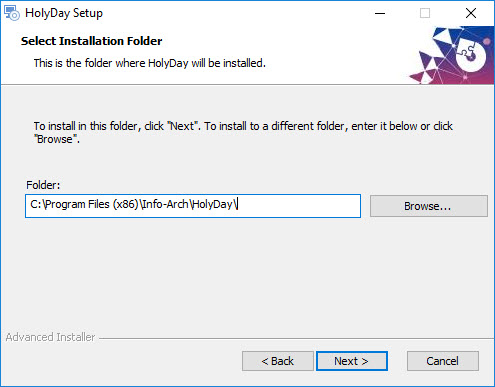 HolyDay Setup
Select Installation Folder
This is the folder where HolyDay will be installed.
To install in this folder, click "Next". To install to a different folder, enter it below or click
"Browse".
Folder:
C:\Program Files (x86)\Info-Arch\HolyDay\
Browse...
Advanced Installer
< Back
Next >
Cancel